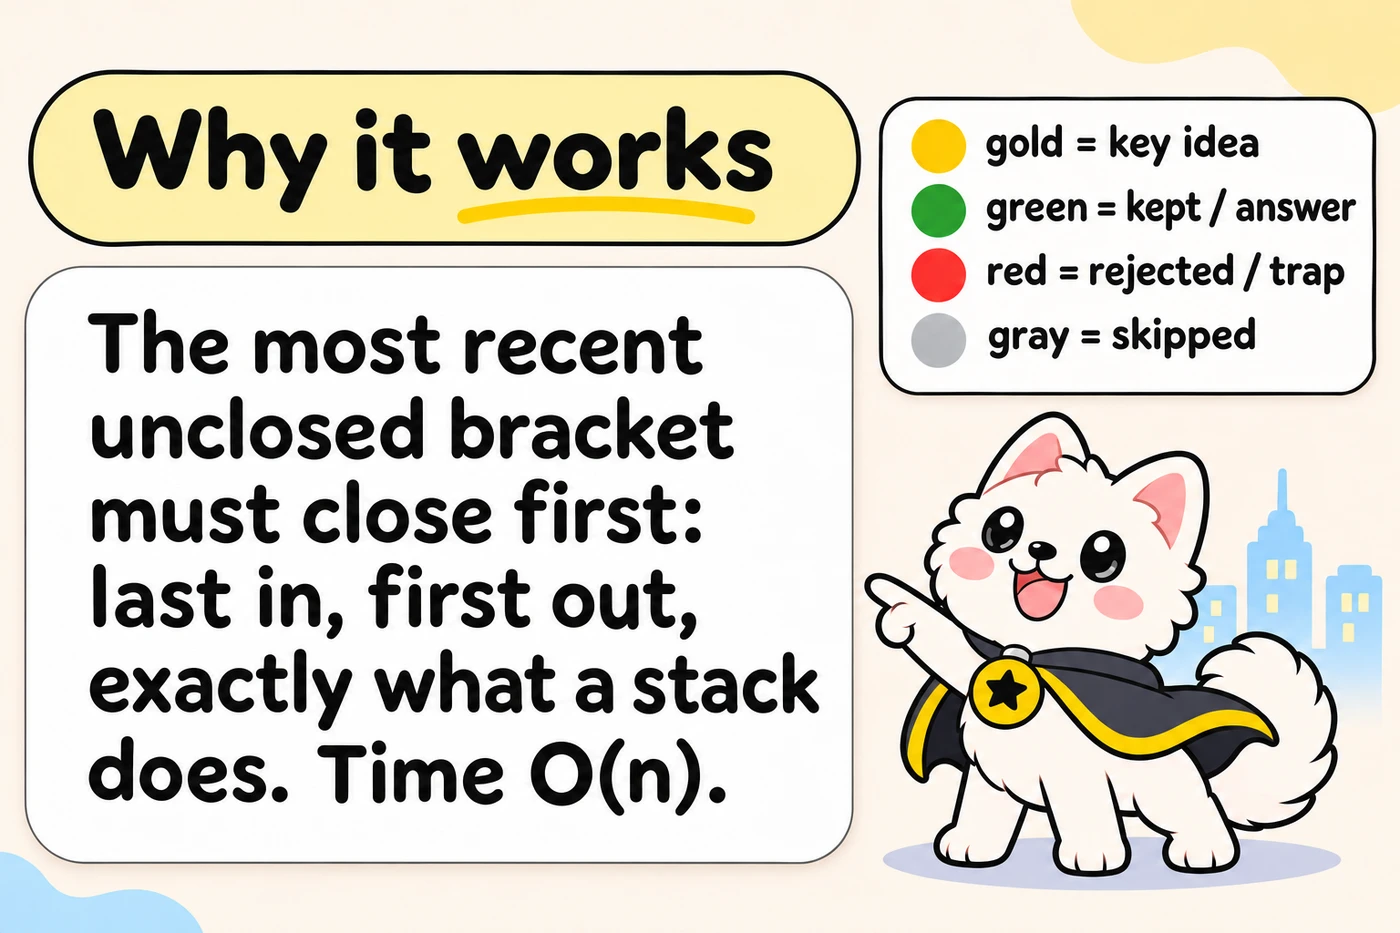 Why it works
The most recent
unclosed bracket
must close first:
last in, first out,
exactly what a stack
does. Time O(n).
gold = key idea
green = kept / answer
red = rejected / trap
gray = skipped